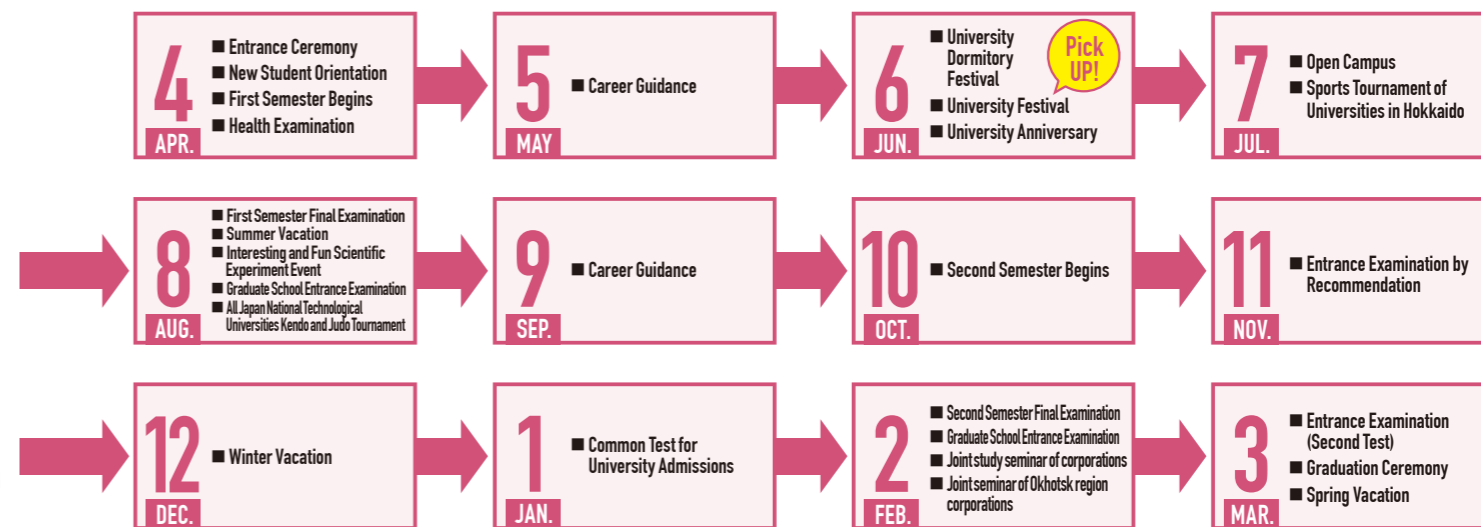 4
APR.
■ Entrance Ceremony
■ New Student Orientation
■ First Semester Begins
■ Health Examination
5
MAY
■ Career Guidance
6
JUN.
■ University
Dormitory
Festival
■ University Festival
■ University Anniversary
Pick
UP!
7
JUL.
■ Open Campus
■ Sports Tournament of
Universities in Hokkaido
8
AUG.
■ First Semester Final Examination
■ Summer Vacation
■ Interesting and Fun Scientific
Experiment Event
■ Graduate School Entrance Examination
■ All Japan National Technological
Universities Kendo and Judo Tournament
9
SEP.
■ Career Guidance
10
OCT.
■ Second Semester Begins
11
NOV.
■ Entrance Examination by
Recommendation
12
DEC.
■ Winter Vacation
1
JAN.
■ Common Test for
University Admissions
2
FEB.
■ Second Semester Final Examination
■ Graduate School Entrance Examination
■ Joint study seminar of corporations
■ Joint seminar of Okhotsk region
corporations
3
MAR.
■ Entrance Examination
(Second Test)
■ Graduation Ceremony
■ Spring Vacation